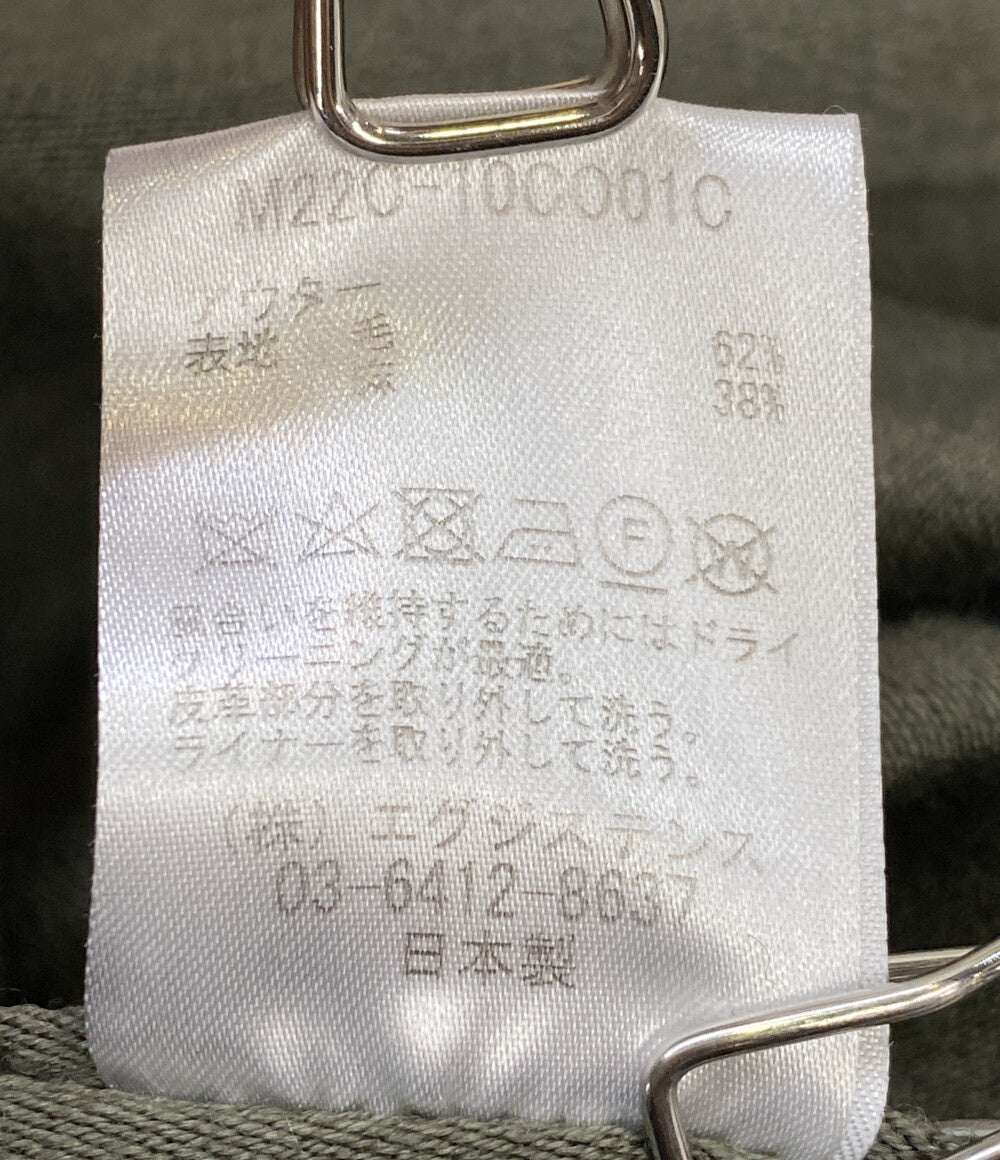 M22C-10CO01C
アウター
表地 毛 62%
38%
F
風合いを維持するためにはドライ
クリーニングが最適。
皮革部分を取り外して洗う。
ライナーを取り外して洗う。
(株) エグジステンス
03-6412-8637
日本製